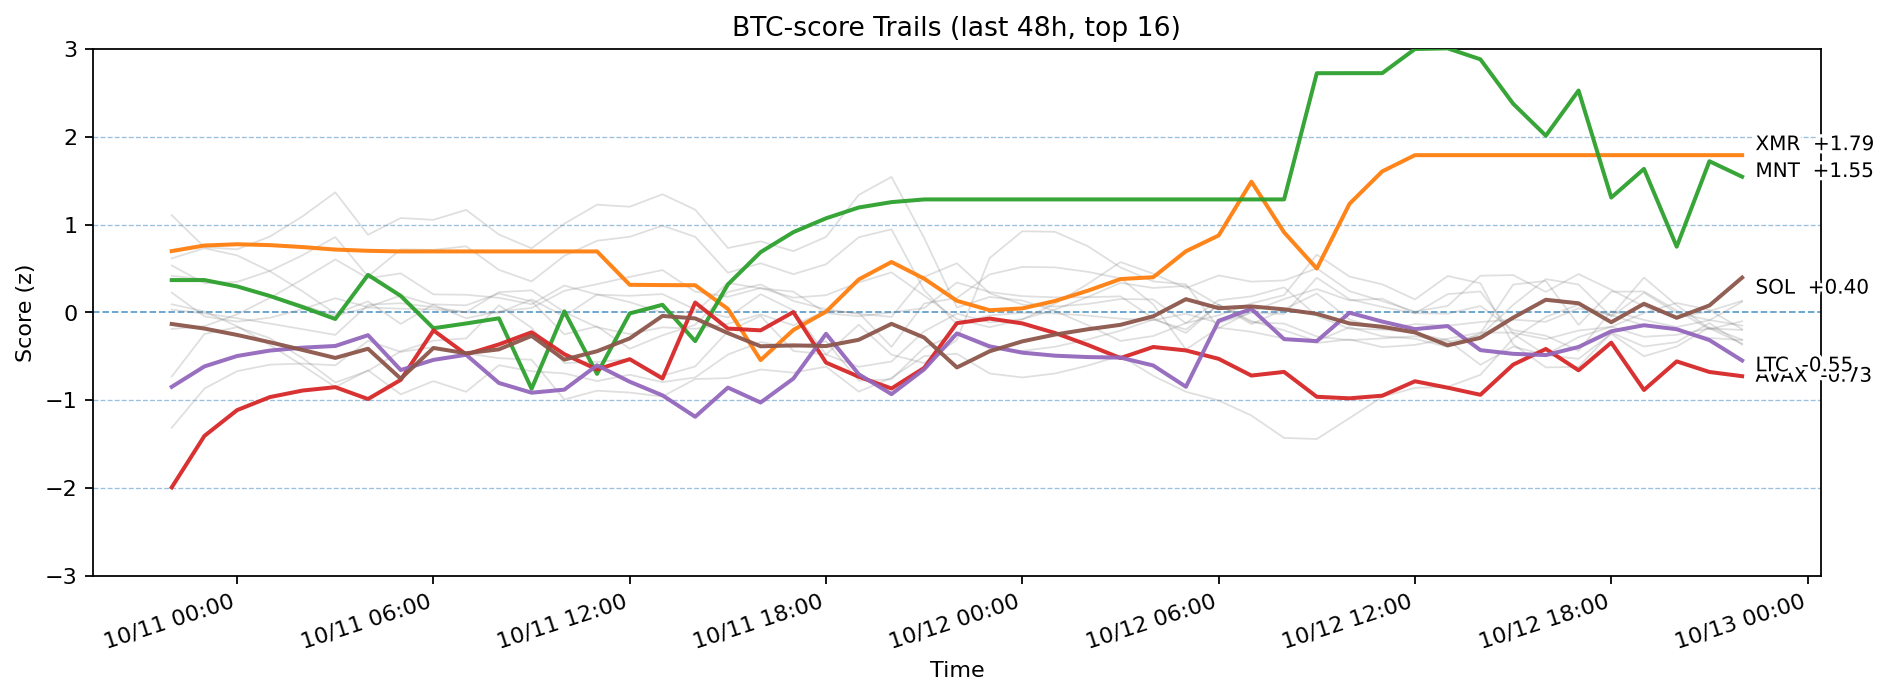 BTC-score Trails (last 48h, top 16)
Score (z)
3
2
1
0
−1
−2
−3
XMR +1.79
MNT +1.55
SOL +0.40
LTC -0.55
AVAX -0.73
10/11 00:00
10/11 06:00
10/11 12:00
10/11 18:00
10/12 00:00
10/12 06:00
10/12 12:00
10/12 18:00
10/13 00:00
Time